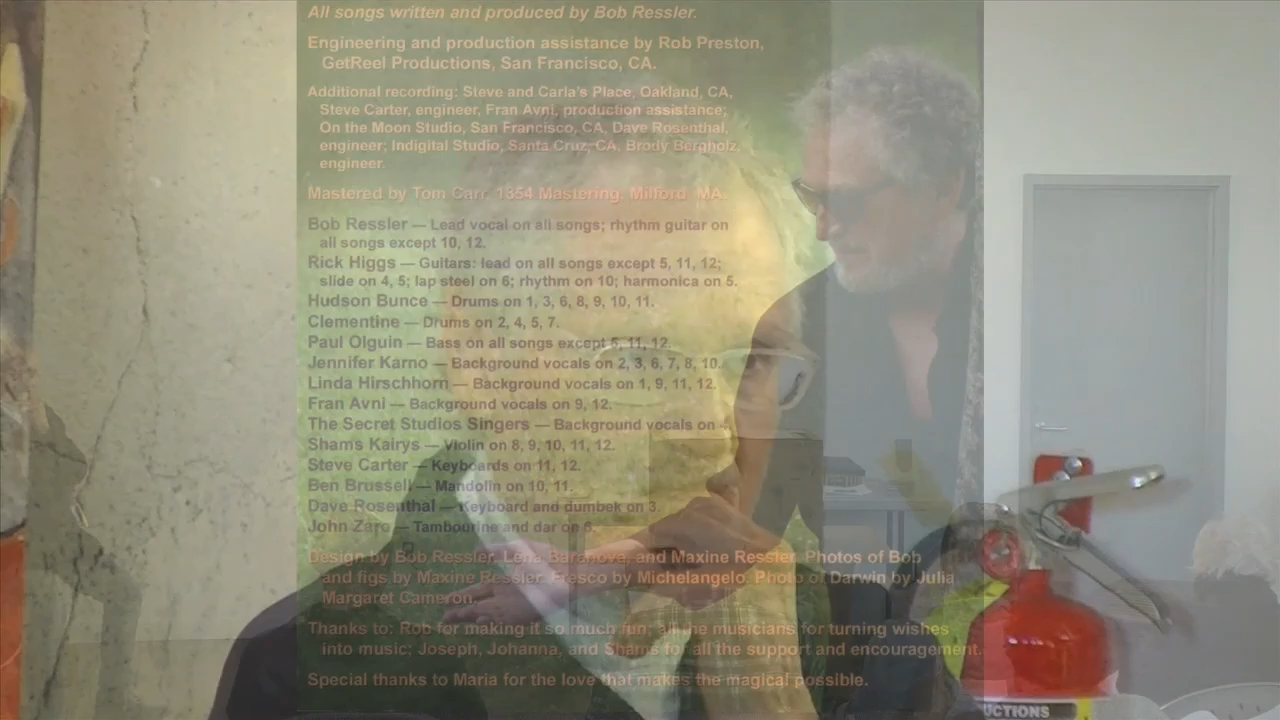 All songs written and produced by Bob Ressler.
Engineering and production assistance by Rob Preston,
GetReel Productions, San Francisco, CA.
Additional recording: Steve and Carla's Place, Oakland, CA,
Steve Carter, engineer, Fran Avni, production assistance;
On the Moon Studio, San Francisco, CA, Dave Rosenthal,
engineer; Indigital Studio, Santa Cruz, CA, Brody Bergholz,
engineer.
Mastered by Tom Carr, 1354 Mastering, Milford, MA.
Bob Ressler — Lead vocal on all songs; rhythm guitar on
all songs except 10, 12.
Rick Higgs — Guitars: lead on all songs except 5, 11, 12;
slide on 4, 5; lap steel on 6; rhythm on 10; harmonica on 5.
Hudson Bunce — Drums on 1, 3, 6, 8, 9, 10, 11.
Clementine — Drums on 2, 4, 5, 7.
Paul Olguin — Bass on all songs except 5, 11, 12.
Jennifer Karno — Background vocals on 2, 3, 6, 7, 8, 10.
Linda Hirschhorn — Background vocals on 1, 9, 11, 12.
Fran Avni — Background vocals on 9, 12.
The Secret Studios Singers — Background vocals on 4.
Shams Kairys — Violin on 8, 9, 10, 11, 12.
Steve Carter — Keyboards on 11, 12.
Ben Brussell — Mandolin on 10, 11.
Dave Rosenthal — Keyboard and dumbek on 3.
John Zaro — Tambourine and dar on 6.
Design by Bob Ressler, Lena Bartnova, and Maxine Ressler. Photos of Bob
and figs by Maxine Ressler. Fresco by Michelangelo. Photo of Darwin by Julia
Margaret Cameron.
Thanks to: Rob for making it so much fun; all the musicians for turning wishes
into music; Joseph, Johanna, and Shams for all the support and encouragement.
Special thanks to Maria for the love that makes the magical possible.
UCTIONS